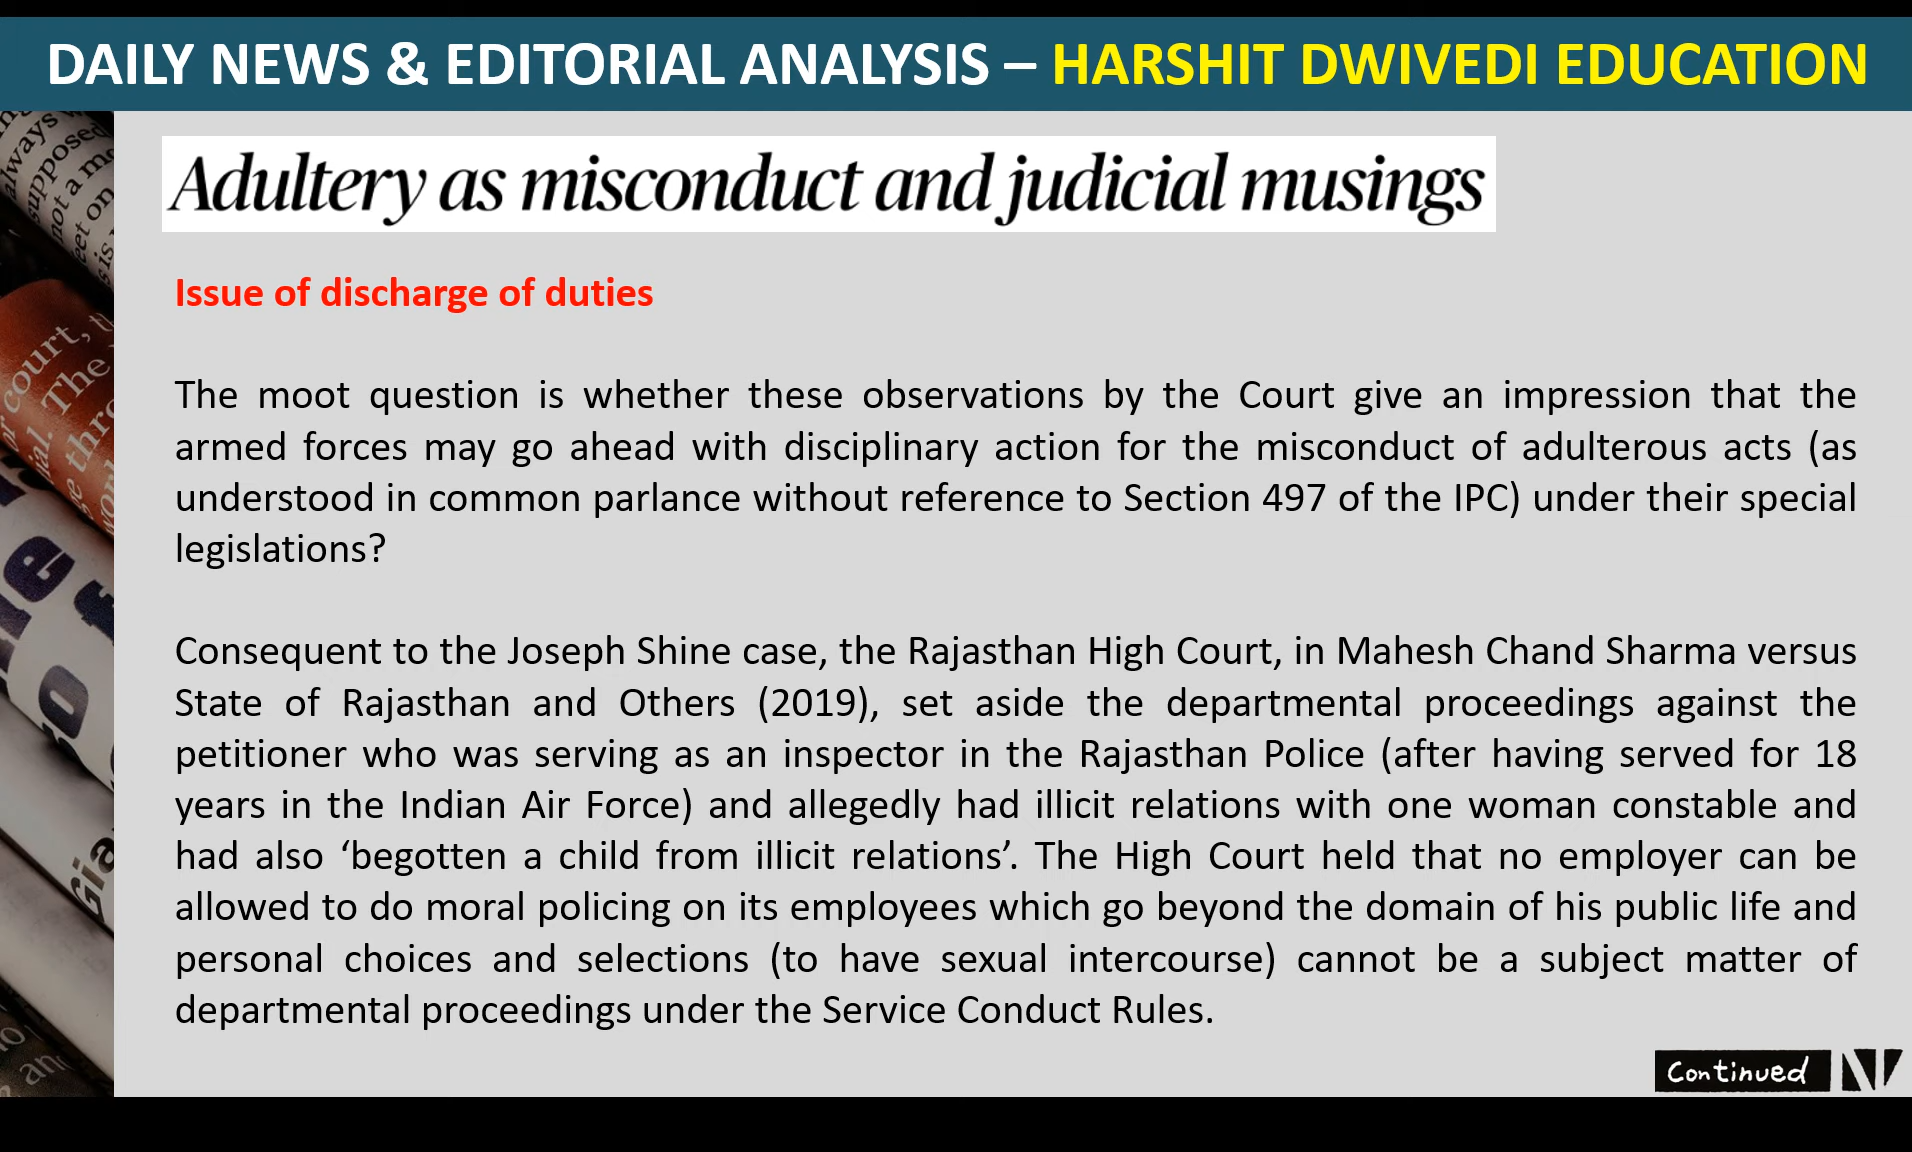 DAILY NEWS & EDITORIAL ANALYSIS – HARSHIT DWIVEDI EDUCATION
Adultery as misconduct and judicial musings
Issue of discharge of duties
The moot question is whether these observations by the Court give an impression that the
armed forces may go ahead with disciplinary action for the misconduct of adulterous acts (as
understood in common parlance without reference to Section 497 of the IPC) under their special
legislations?
Consequent to the Joseph Shine case, the Rajasthan High Court, in Mahesh Chand Sharma versus
State of Rajasthan and Others (2019), set aside the departmental proceedings against the
petitioner who was serving as an inspector in the Rajasthan Police (after having served for 18
years in the Indian Air Force) and allegedly had illicit relations with one woman constable and
had also ‘begotten a child from illicit relations’. The High Court held that no employer can be
allowed to do moral policing on its employees which go beyond the domain of his public life and
personal choices and selections (to have sexual intercourse) cannot be a subject matter of
departmental proceedings under the Service Conduct Rules.
Continued
always
supposed
not a
court,
The